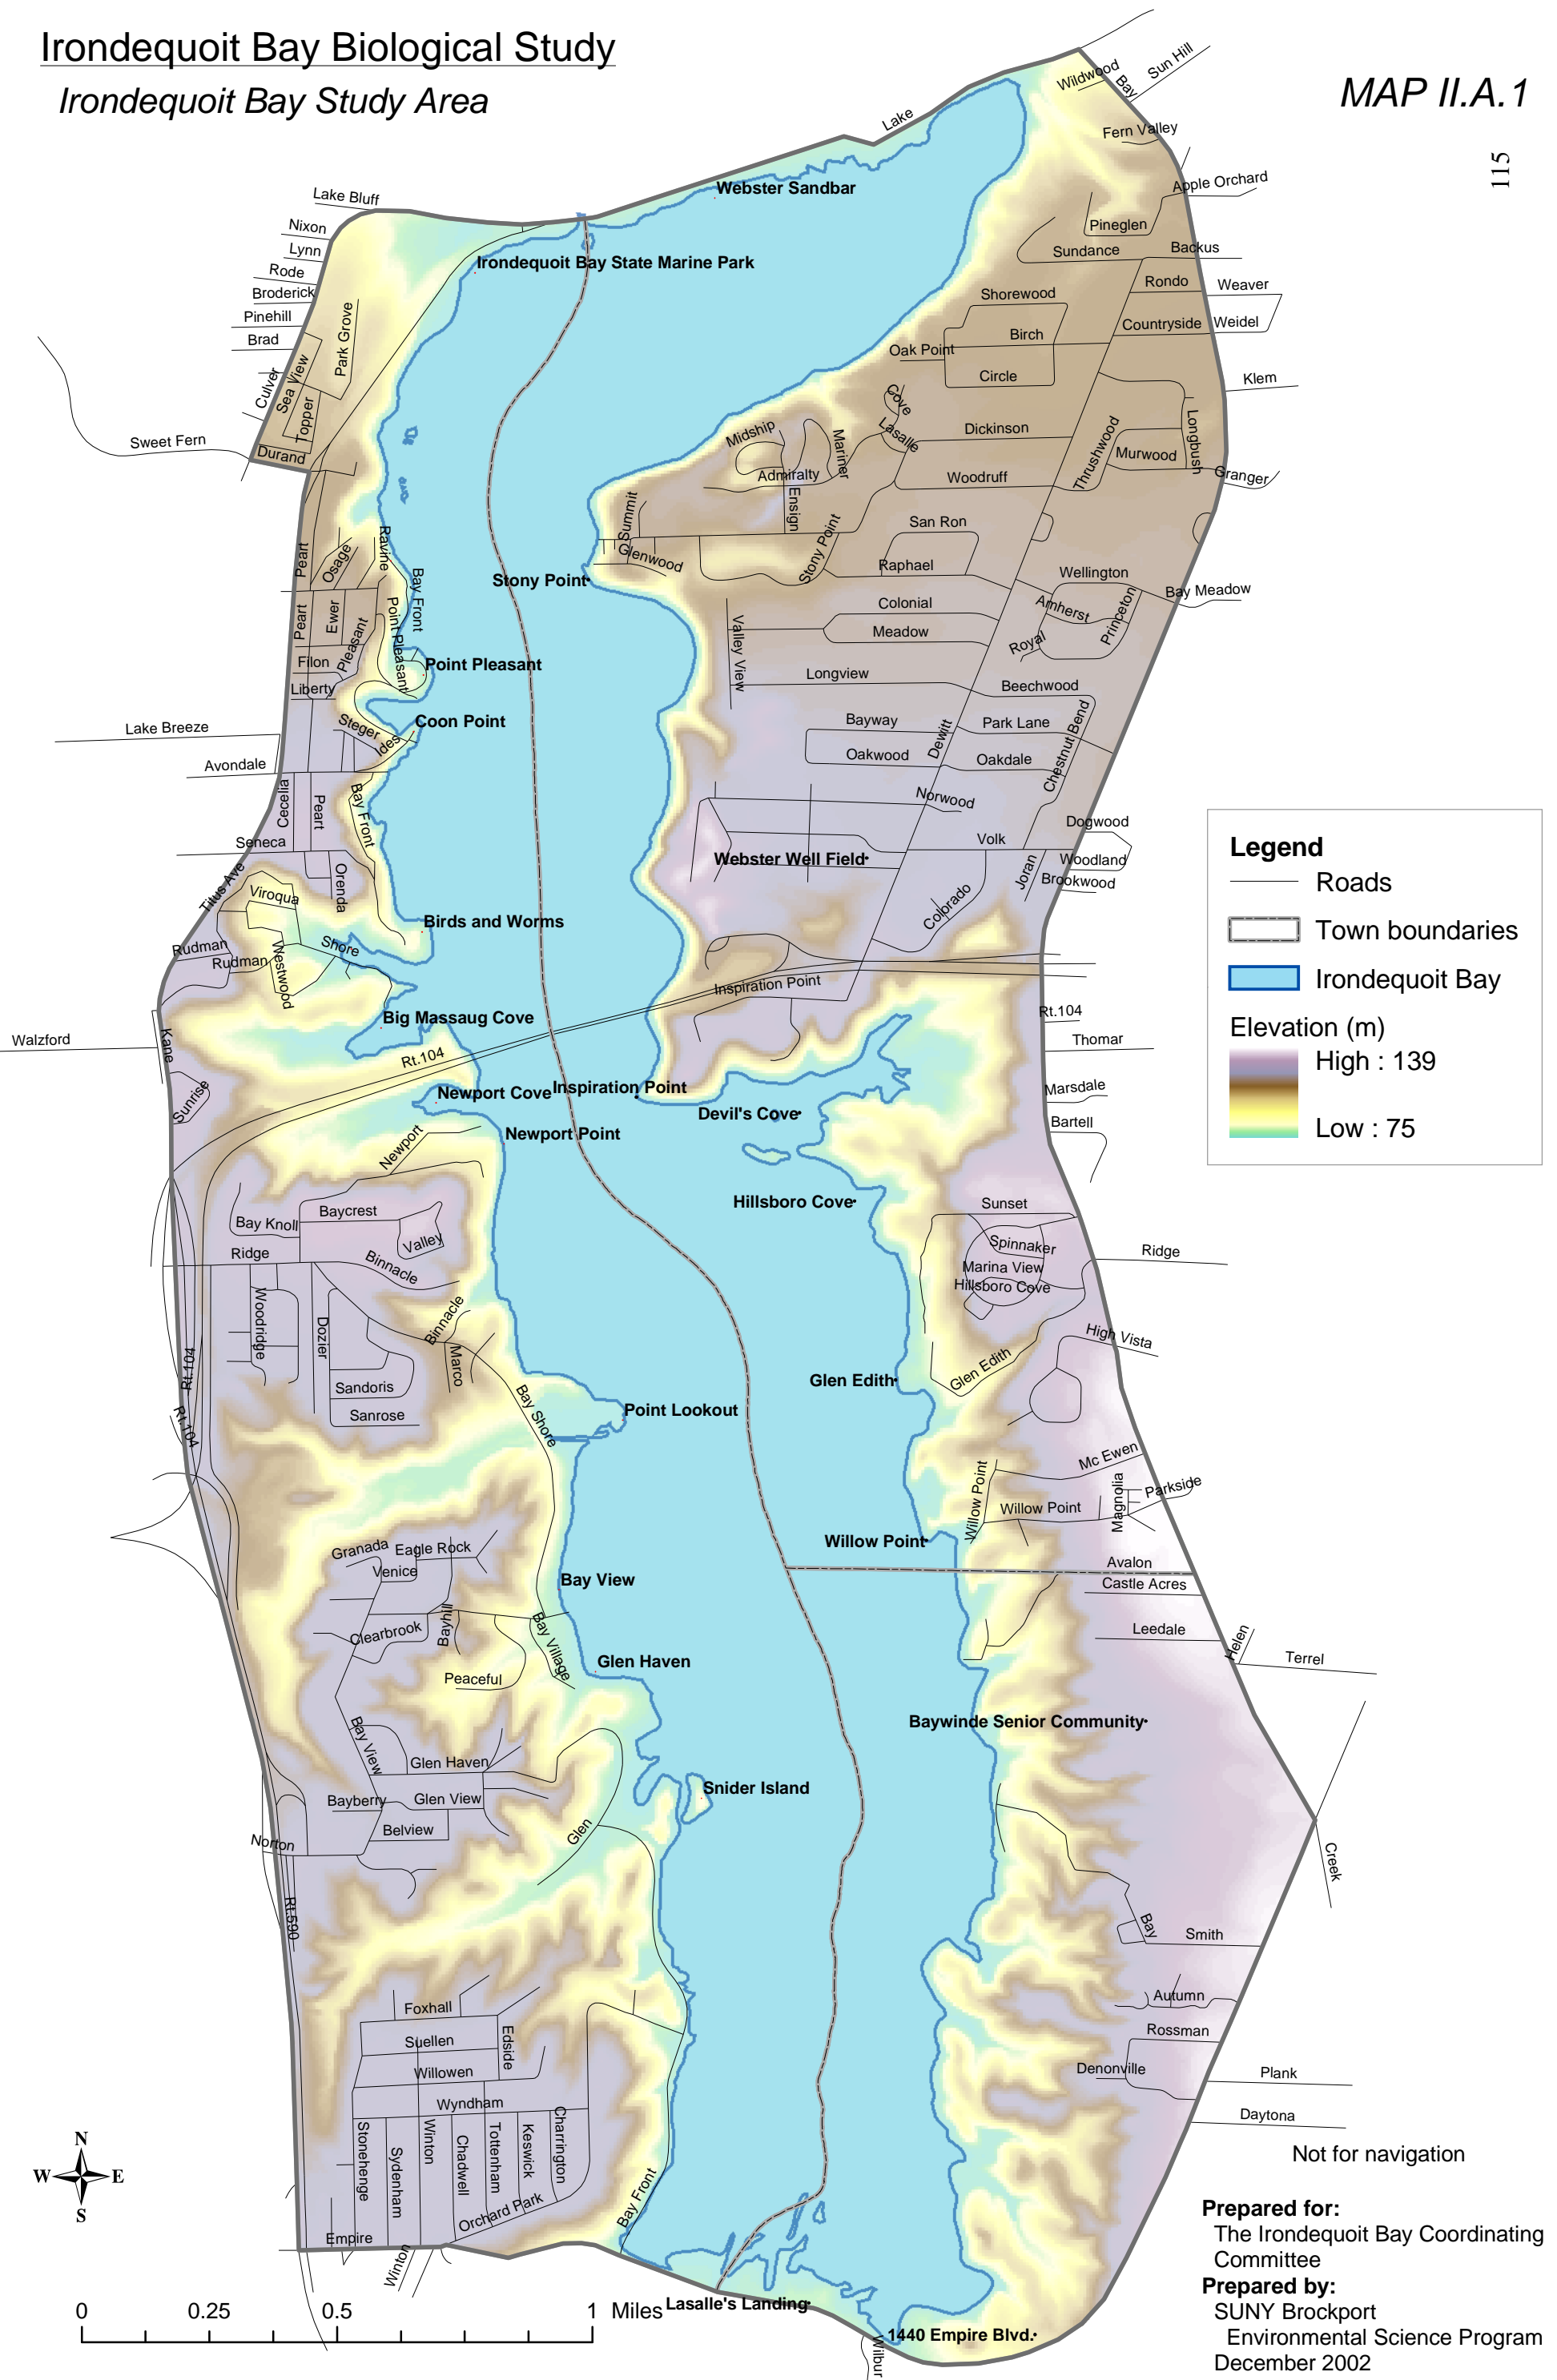 Irondequoit Bay Biological Study
Irondequoit Bay Study Area
MAP II.A.1
115
Lake
Wildwood
Bay
Sun Hill
Fern Valley
Apple Orchard
Webster Sandbar
Lake Bluff
Nixon
Lynn
Rode
Broderick
Pinehill
Brad
Park Grove
Culver
Sea View
Topper
Sweet Fern
Durand
Irondequoit Bay State Marine Park
Pineglen
Sundance
Backus
Rondo
Weaver
Shorewood
Birch
Countryside
Weidel
Oak Point
Circle
Klem
Cove
Lasalle
Midship
Mariner
Admiralty
Ensign
Dickinson
Thrushwood
Longbush
Murwood
Woodruff
Granger
Summit
Glenwood
Stony Point
San Ron
Raphael
Stony Point
Wellington
Bay Meadow
Amherst
Princeton
Royal
Colonial
Meadow
Valley View
Longview
Beechwood
Peart
Osage
Ravine
Bay Front
Peart
Ewer
Pleasant
Point Pleasant
Filon
Liberty
Point Pleasant
Coon Point
Steger
Ides
Lake Breeze
Avondale
Bayway
Park Lane
Dewitt
Chestnut Bend
Oakwood
Oakdale
Norwood
Cecelia
Peart
Bay Front
Seneca
Orenda
Titus Ave
Viroqua
Volk
Dogwood
Woodland
Brookwood
Joran
Colorado
Webster Well Field
Birds and Worms
Rudman
Rudman
Westwood
Shore
Inspiration Point
Big Massaug Cove
Rt.104
Rt.104
Walzford
Kane
Sunrise
Thomar
Marsdale
Bartell
Newport Cove
Inspiration Point
Devil's Cove
Newport Point
Newport
Hillsboro Cove
Bay Knoll
Baycrest
Valley
Ridge
Binnacle
Sunset
Spinnaker
Marina View
Hillsboro Cove
Ridge
Woodridge
Dozier
Binnacle
Marco
Rt.104
Rt.104
Sandoris
Sanrose
Bay Shore
High Vista
Glen Edith
Glen Edith
Point Lookout
Willow Point
Mc Ewen
Magnolia
Parkside
Willow Point
Willow Point
Granada
Eagle Rock
Venice
Bay View
Avalon
Castle Acres
Clearbrook
Bayhill
Bay Village
Leedale
Helen
Terrel
Peaceful
Glen Haven
Bay View
Baywinde Senior Community
Glen Haven
Bayberry
Glen View
Belview
Snider Island
Glen
Norton
Rt.590
Creek
Bay
Smith
Foxhall
Suellen
Edside
Willowen
Wyndham
Stonehenge
Sydenham
Winton
Chadwell
Tottenham
Keswick
Charrington
Orchard Park
Empire
Winton
Bay Front
Autumn
Rossman
Denonville
Plank
Daytona
Lasalle's Landing
1440 Empire Blvd.
Wilbur
Legend
Roads
Town boundaries
Irondequoit Bay
Elevation (m)
High : 139
Low : 75
N
W E
S
0 0.25 0.5 1 Miles
Not for navigation
Prepared for:
The Irondequoit Bay Coordinating
Committee
Prepared by:
SUNY Brockport
Environmental Science Program
December 2002